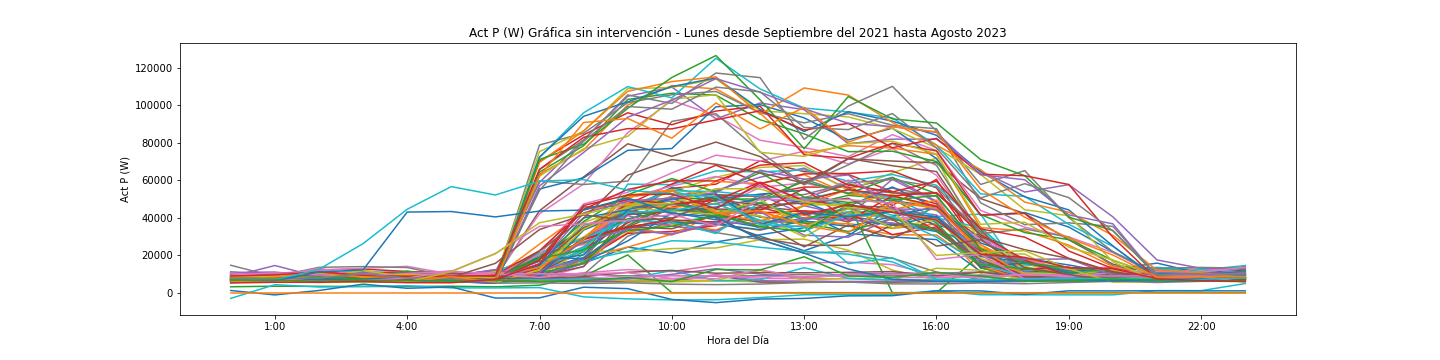 Act P (W) Gráfica sin intervención - Lunes desde Septiembre del 2021 hasta Agosto 2023
120000
100000
80000
60000
40000
20000
0
Act P (W)
1:00 4:00 7:00 10:00 13:00 16:00 19:00 22:00
Hora del Día